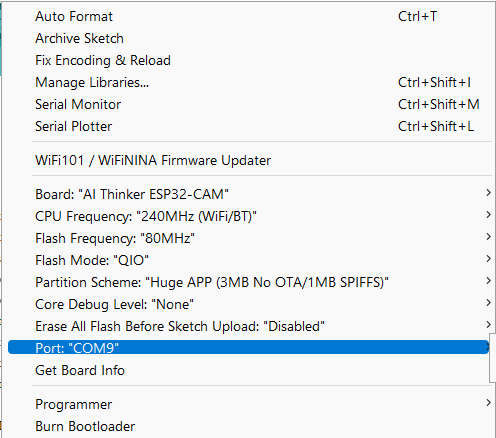 Auto Format Ctrl+T
Archive Sketch
Fix Encoding & Reload
Manage Libraries... Ctrl+Shift+I
Serial Monitor Ctrl+Shift+M
Serial Plotter Ctrl+Shift+L
WiFi101 / WiFiNINA Firmware Updater
Board: "AI Thinker ESP32-CAM"
CPU Frequency: "240MHz (WiFi/BT)"
Flash Frequency: "80MHz"
Flash Mode: "QIO"
Partition Scheme: "Huge APP (3MB No OTA/1MB SPIFFS)"
Core Debug Level: "None"
Erase All Flash Before Sketch Upload: "Disabled"
Port: "COM9"
Get Board Info
Programmer
Burn Bootloader